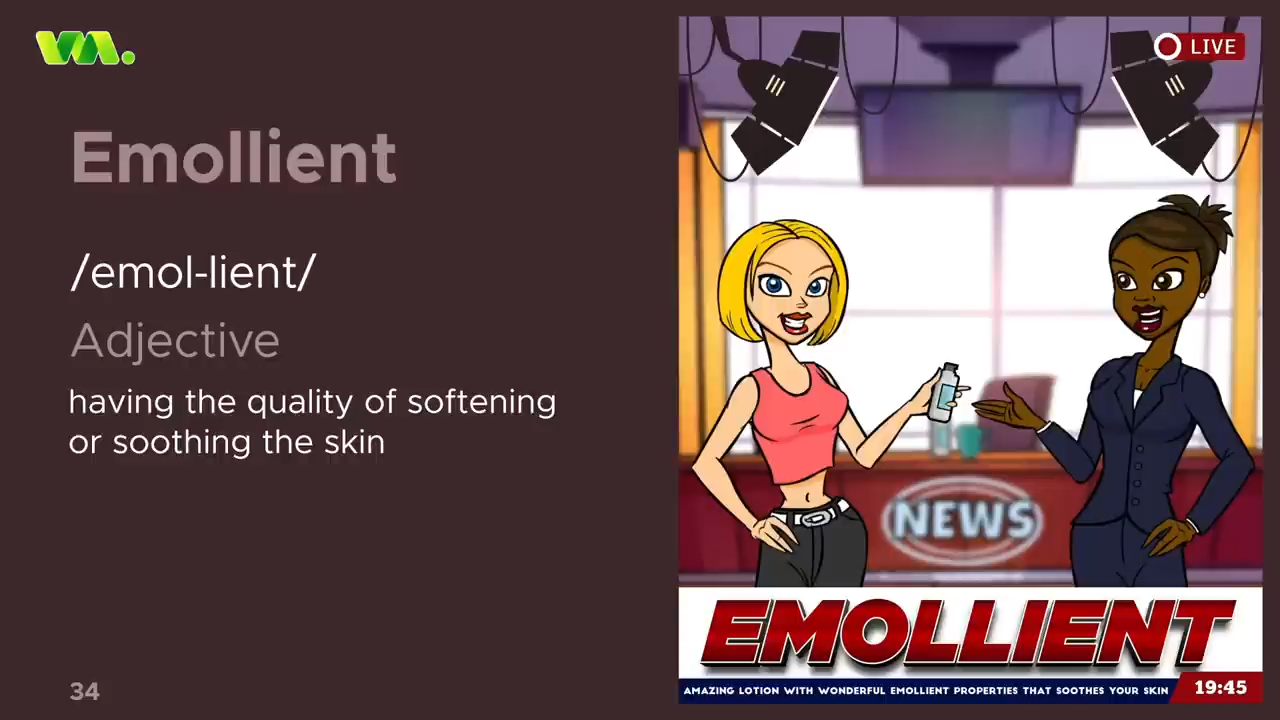 VA.
Emollient
/emol-lient/
Adjective
having the quality of softening
or soothing the skin
34
LIVE
NEWS
EMOLLIENT
AMAZING LOTION WITH WONDERFUL EMOLLIENT PROPERTIES THAT SOOTHES YOUR SKIN
19:45